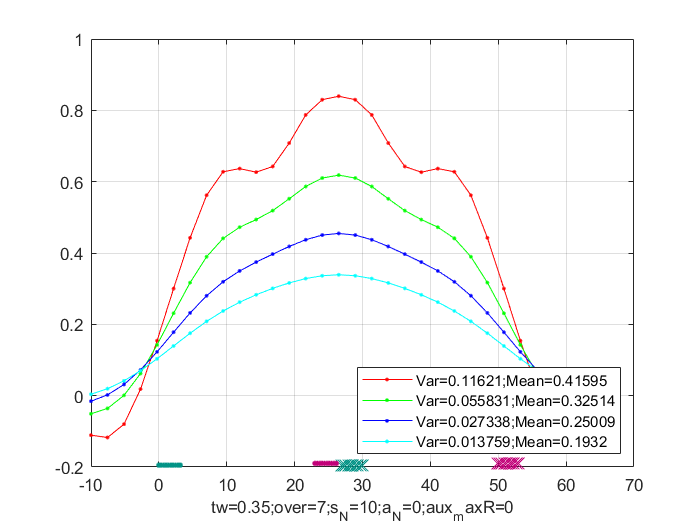 1
0.8
0.6
0.4
0.2
0
-0.2
-10 0 10 20 30 40 50 60 70
Var=0.11621;Mean=0.41595
Var=0.055831;Mean=0.32514
Var=0.027338;Mean=0.25009
Var=0.013759;Mean=0.1932
tw=0.35;over=7;s_N=10;a_N=0;aux_maxR=0